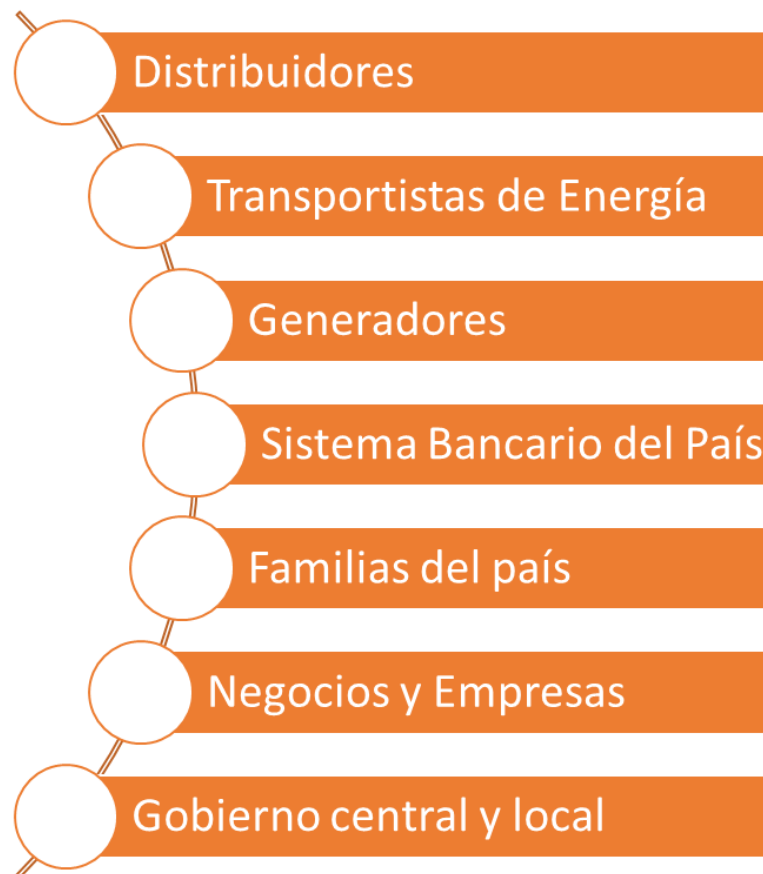 Distribuidores
Transportistas de Energía
Generadores
Sistema Bancario del País
Familias del país
Negocios y Empresas
Gobierno central y local